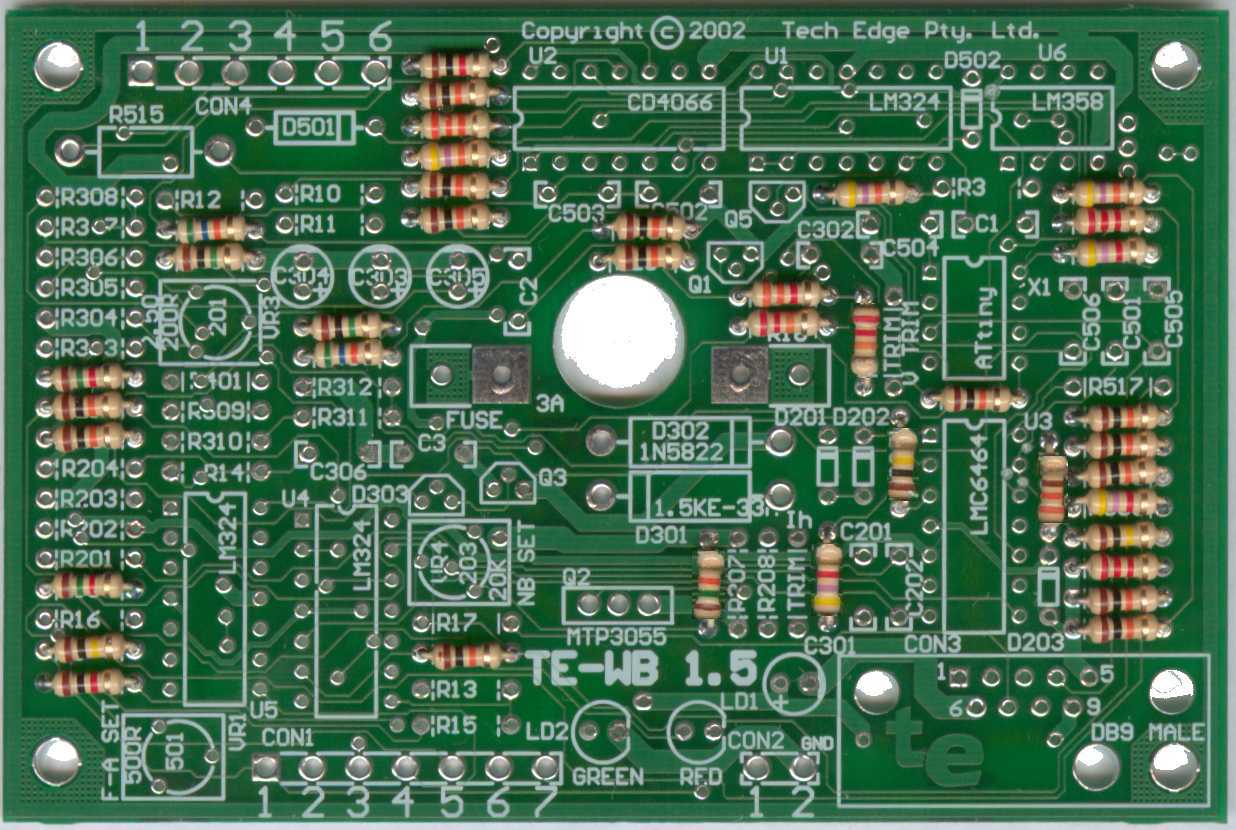 Copyright © 2002 Tech Edge Pty. Ltd.
1 2 3 4 5 6
U2
U1
D502
U6
CON4
CD4066
LM324
LM358
R515
D501
R308
R12
R10
R3
R11
C503
C502
Q5
C302
C504
C1
R306
R305
R304
C304
C303
C305
C2
Q1
X1
C506
C501
C505
200R
201
VR3
TRIM
V TRIM
ATtiny
R312
R311
FUSE
3A
R517
R310
R14
D201
D202
U3
D302
1N5822
C306
C3
Q3
R204
R203
R202
R201
U4
D303
LM324
LM324
1.5KE-33
D301
Ih
LMC6464
VR4
203
20K
NB SET
R207
R208
TRIM
C201
C202
Q2
MTP3055
R16
R17
C301
CON3
D203
TE-WB 1.5
R13
R15
U5
LD1
1
5
6
9
F-A SET
500R
501
VR1
CON1
LD2
GREEN
RED
CON2
GND
te
DB9 MALE
1 2 3 4 5 6 7
1 2